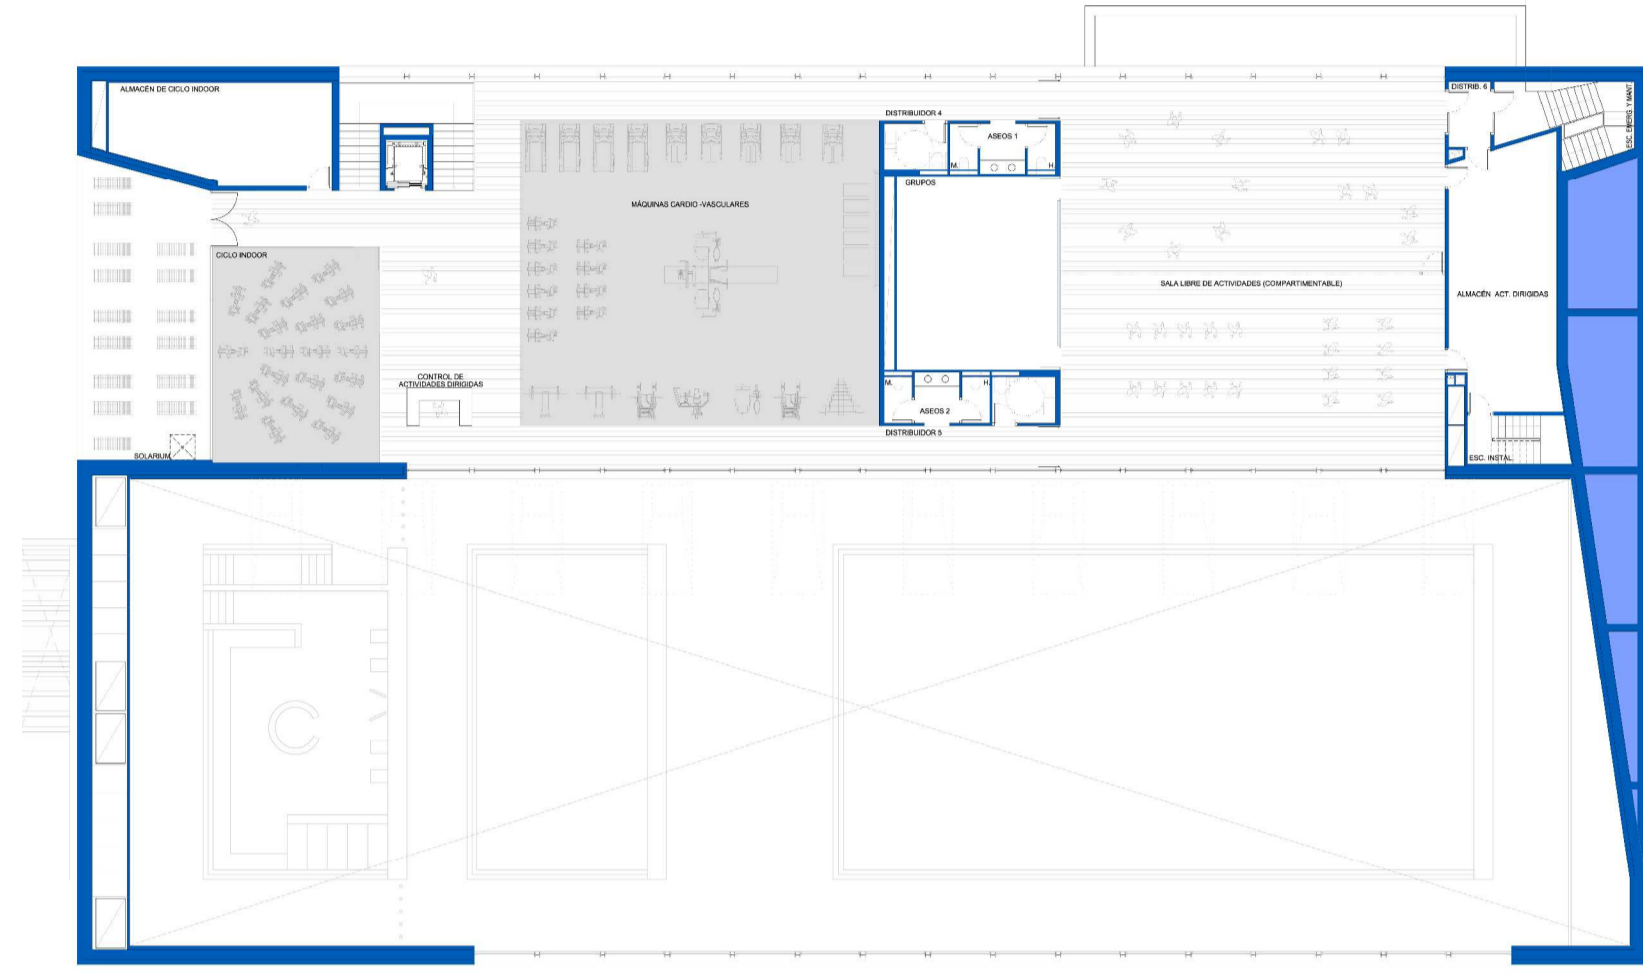 ALMACÉN DE CICLO INDOOR
DISTRIB. 6
ESC. EMERG. Y MANT.
DISTRIBUIDOR 4
ASEOS 1
M.
H.
GRUPOS
MÁQUINAS CARDIO -VASCULARES
CICLO INDOOR
SALA LIBRE DE ACTIVIDADES (COMPARTIMENTABLE)
ALMACÉN ACT. DIRIGIDAS
CONTROL DE
ACTIVIDADES DIRIGIDAS
M.
H.
ASEOS 2
DISTRIBUIDOR 5
SOLARIUM
ESC. INSTAL.